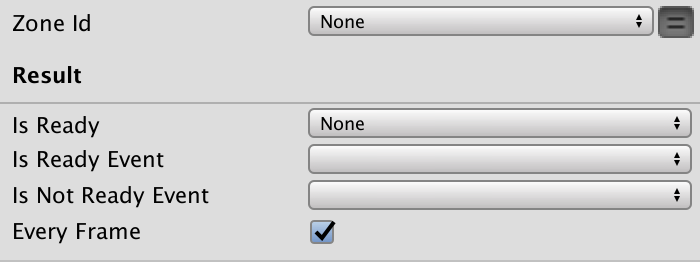 Zone Id None =
Result
Is Ready None
Is Ready Event
Is Not Ready Event
Every Frame